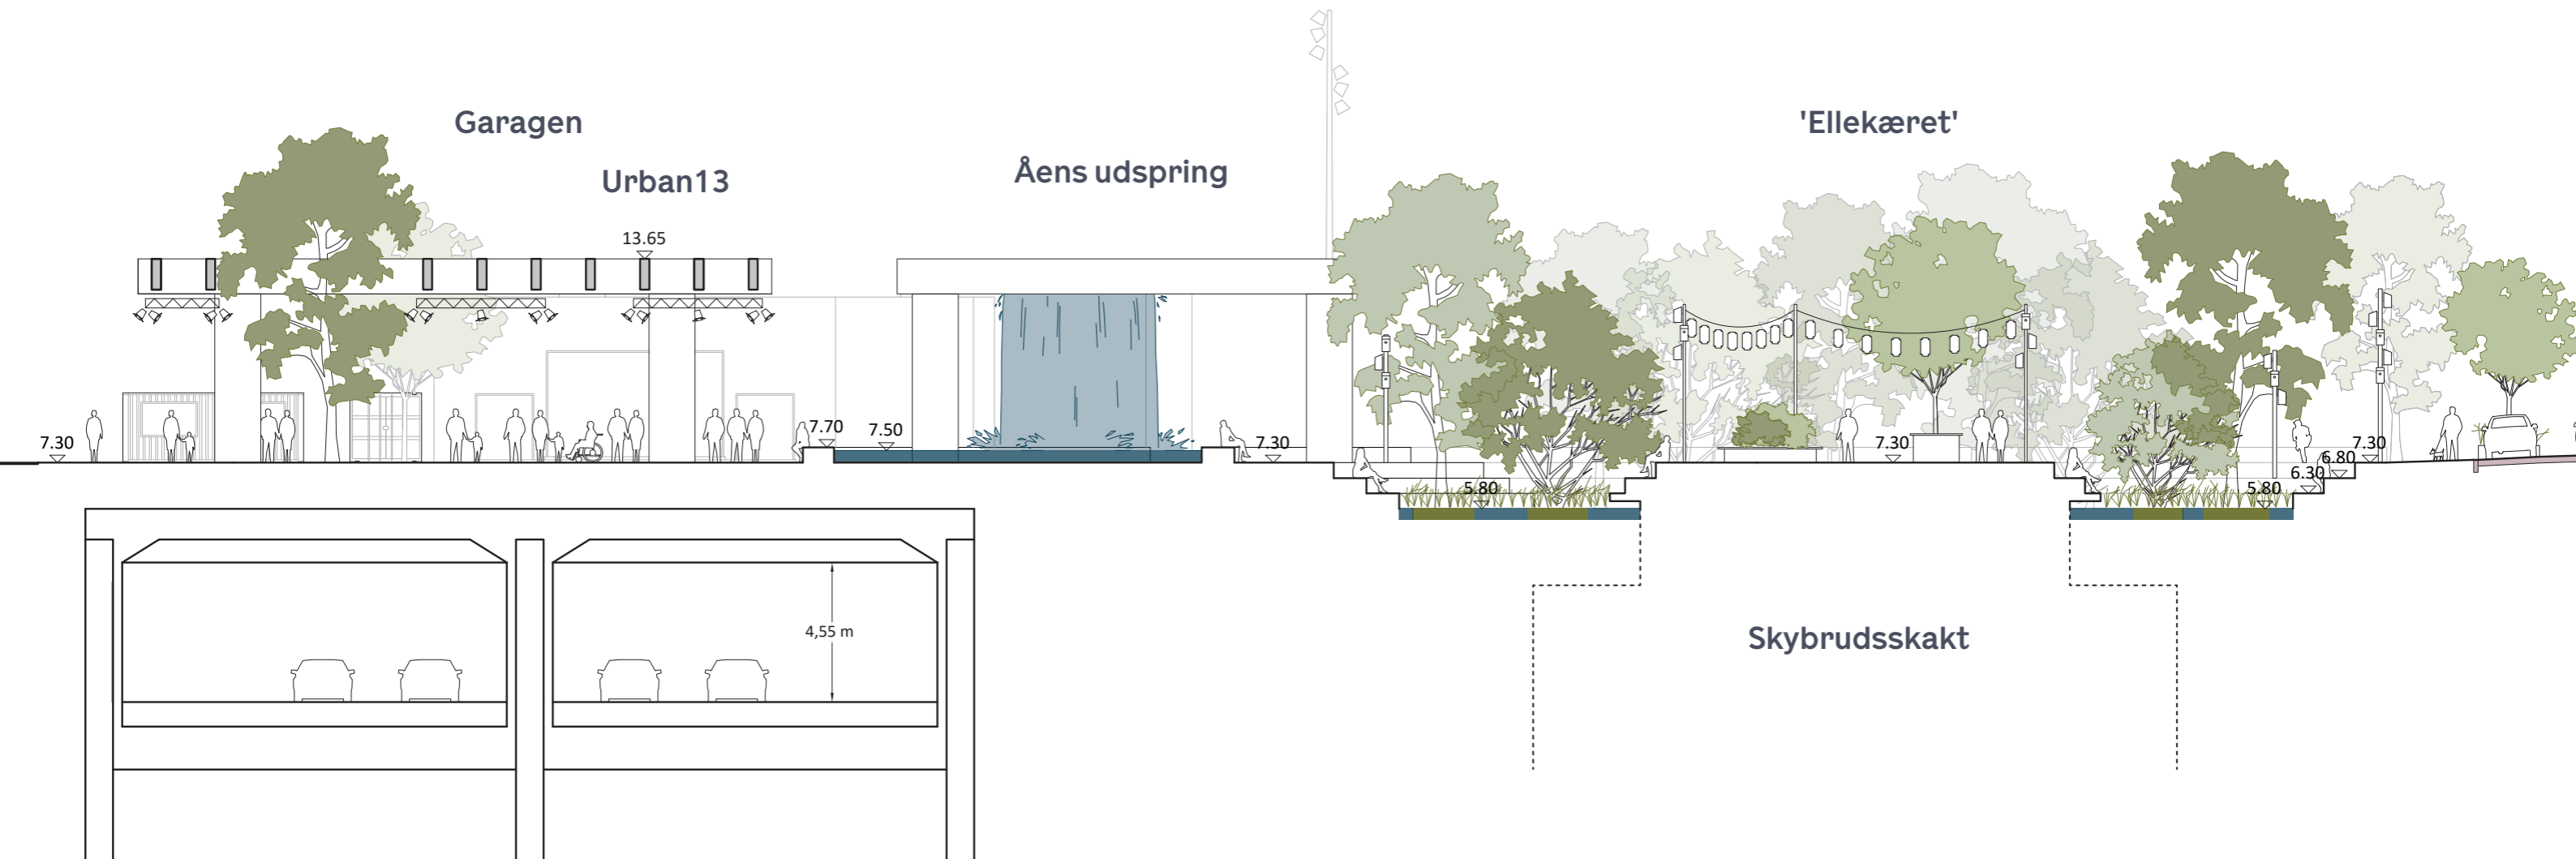 Garagen
'Ellekæret'
Åens udspring
Urban13
13.65
7.30
7.70
7.50
7.30
7.30
7.30
6.80
6.30
5.80
5.80
4,55 m
Skybrudsskakt